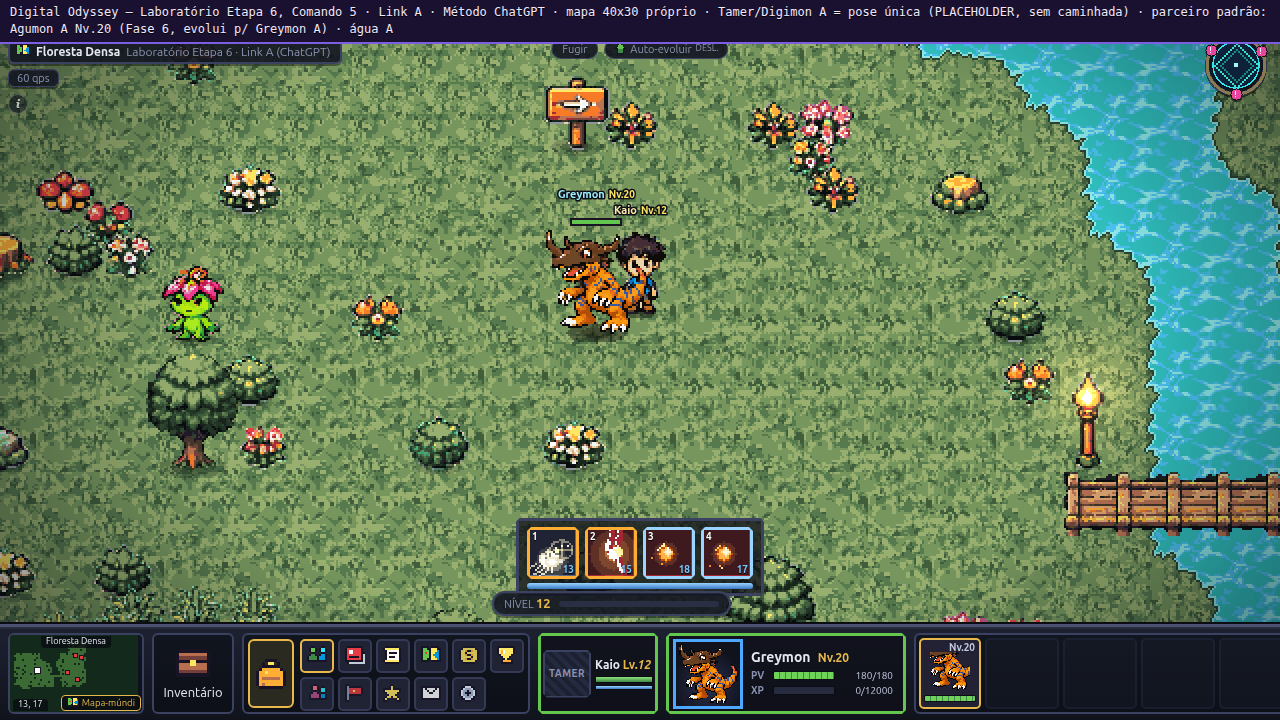 Digital Odyssey — Laboratório Etapa 6, Comando 5 · Link A · Método ChatGPT · mapa 40x30 próprio · Tamer/Digimon A = pose única (PLACEHOLDER, sem caminhada) · parceiro padrão:
Agumon A Nv.20 (Fase 6, evolui p/ Greymon A) · água A
Floresta Densa Laboratório Etapa 6 · Link A (ChatGPT)
Fugir
Auto-evoluir DESL.
60 qps
i
Greymon Nv.20
Kaio Nv.12
1 13
2 15
3 18
4 17
NÍVEL 12
Floresta Densa
13, 17
Mapa-múndi
Inventário
TAMER
Kaio Lv.12
Greymon Nv.20
PV 180/180
XP 0/12000
Nv.20